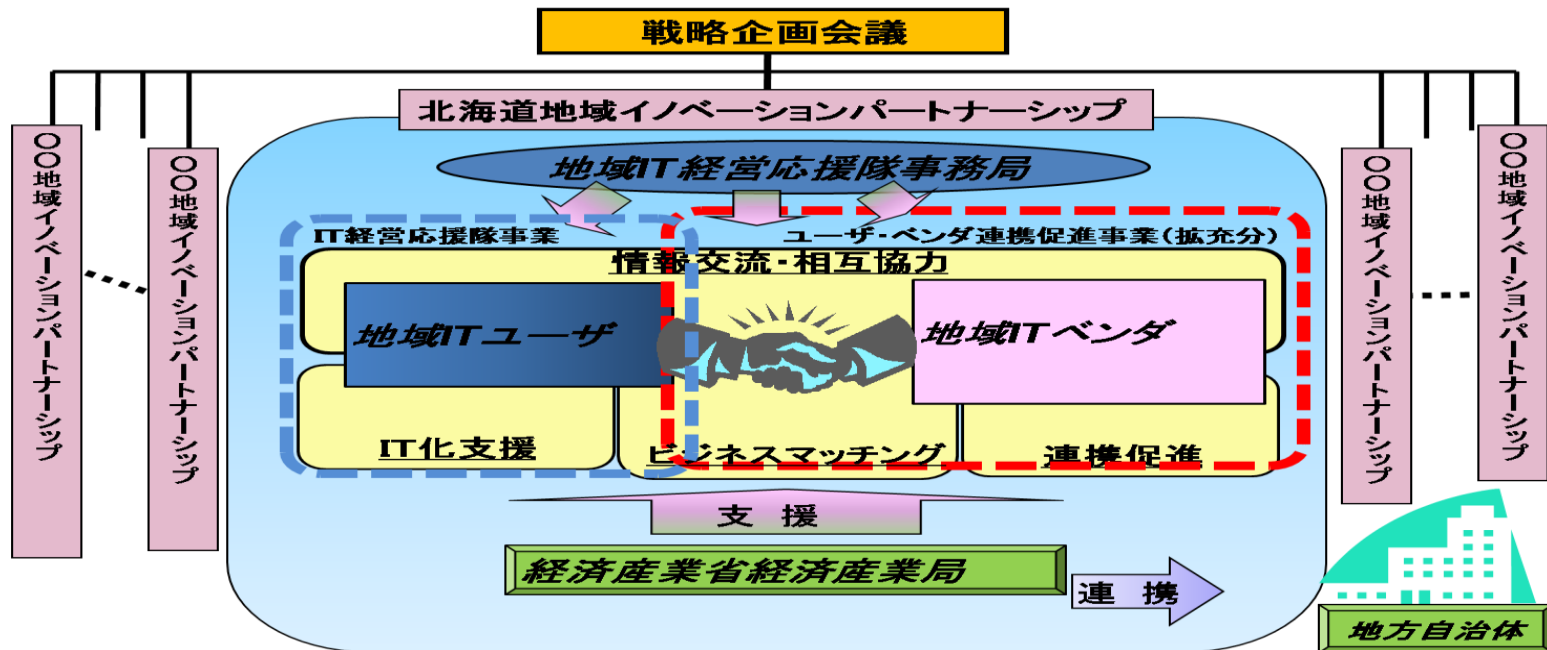 戦略企画会議
北海道地域イノベーションパートナーシップ
〇〇地域イノベーションパートナーシップ
〇〇地域イノベーションパートナーシップ
地域IT経営応援隊事務局
IT経営応援隊事業
ユーザ・ベンダ連携促進事業(拡充分)
情報交流・相互協力
地域ITユーザ
地域ITベンダ
IT化支援
ビジネスマッチング
連携促進
支 援
経済産業省経済産業局
連 携
〇〇地域イノベーションパートナーシップ
〇〇地域イノベーションパートナーシップ
地方自治体